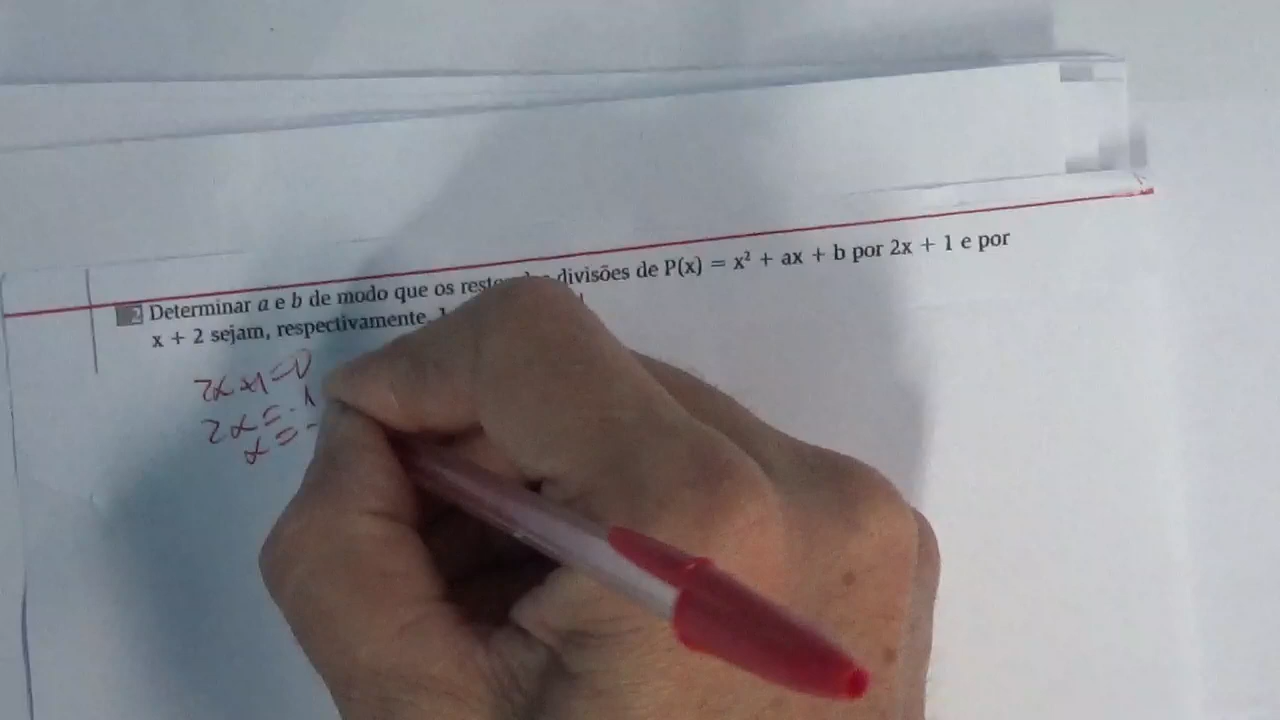 2 Determinar a e b de modo que os divisões de P(x) = x² + ax + b por 2x + 1 e por
x + 2 sejam, respectivamente,
2x+1=0
2x=-1
x=-